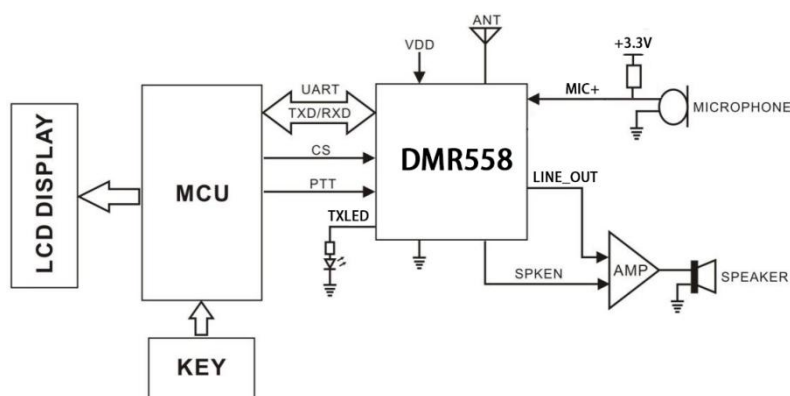 ANT
VDD
+3.3V
UART
TXD/RXD
MIC+
MICROPHONE
LCD DISPLAY
MCU
CS
DMR558
PTT
LINE_OUT
TXLED
SPKEN
AMP
SPEAKER
KEY